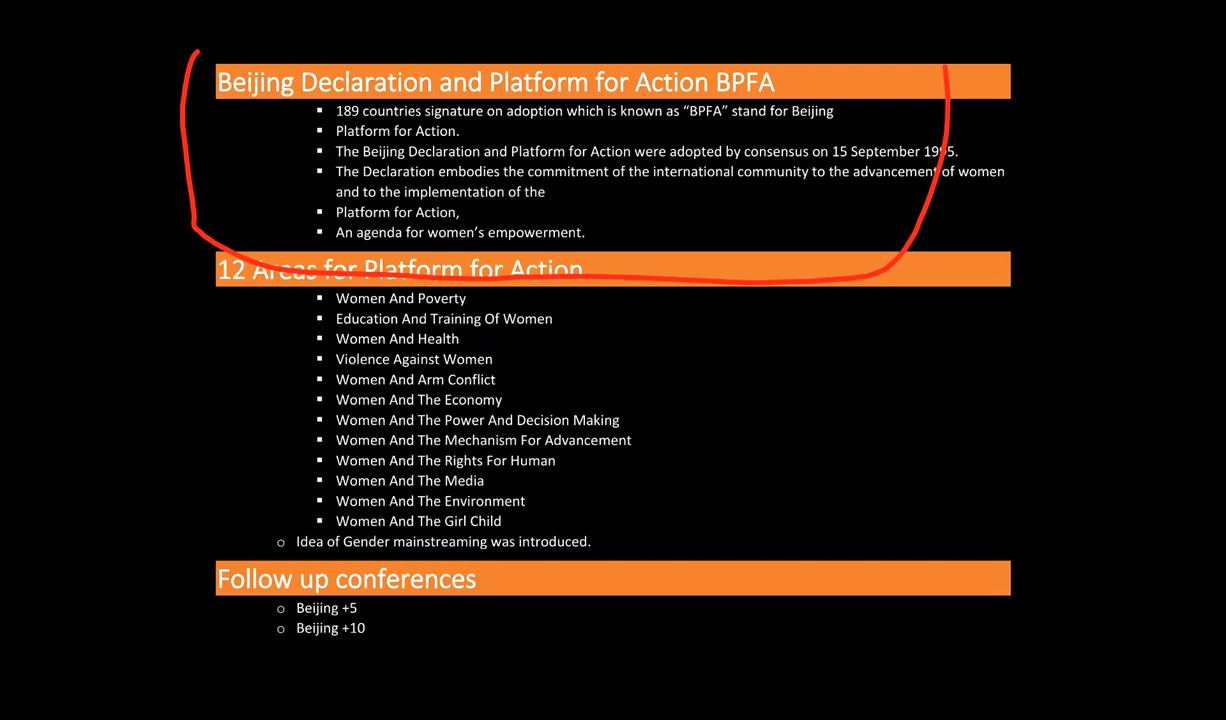 Beijing Declaration and Platform for Action BPFA
▪ 189 countries signature on adoption which is known as “BPFA” stand for Beijing
▪ Platform for Action.
▪ The Beijing Declaration and Platform for Action were adopted by consensus on 15 September 1995.
▪ The Declaration embodies the commitment of the international community to the advancement of women
and to the implementation of the
▪ Platform for Action,
▪ An agenda for women’s empowerment.
12 Areas for Platform for Action
▪ Women And Poverty
▪ Education And Training Of Women
▪ Women And Health
▪ Violence Against Women
▪ Women And Arm Conflict
▪ Women And The Economy
▪ Women And The Power And Decision Making
▪ Women And The Mechanism For Advancement
▪ Women And The Rights For Human
▪ Women And The Media
▪ Women And The Environment
▪ Women And The Girl Child
o Idea of Gender mainstreaming was introduced.
Follow up conferences
o Beijing +5
o Beijing +10